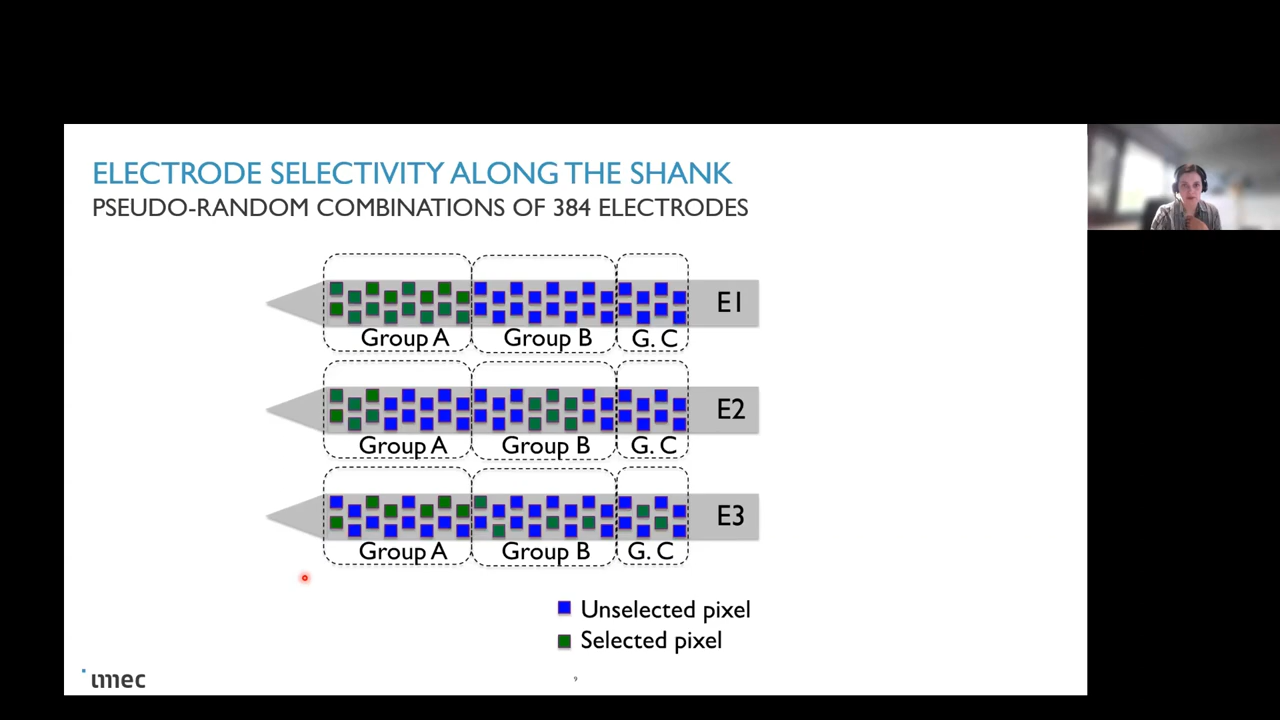 ELECTRODE SELECTIVITY ALONG THE SHANK
PSEUDO-RANDOM COMBINATIONS OF 384 ELECTRODES
E1
Group A Group B G. C
E2
Group A Group B G. C
E3
Group A Group B G. C
Unselected pixel
Selected pixel
imec
9